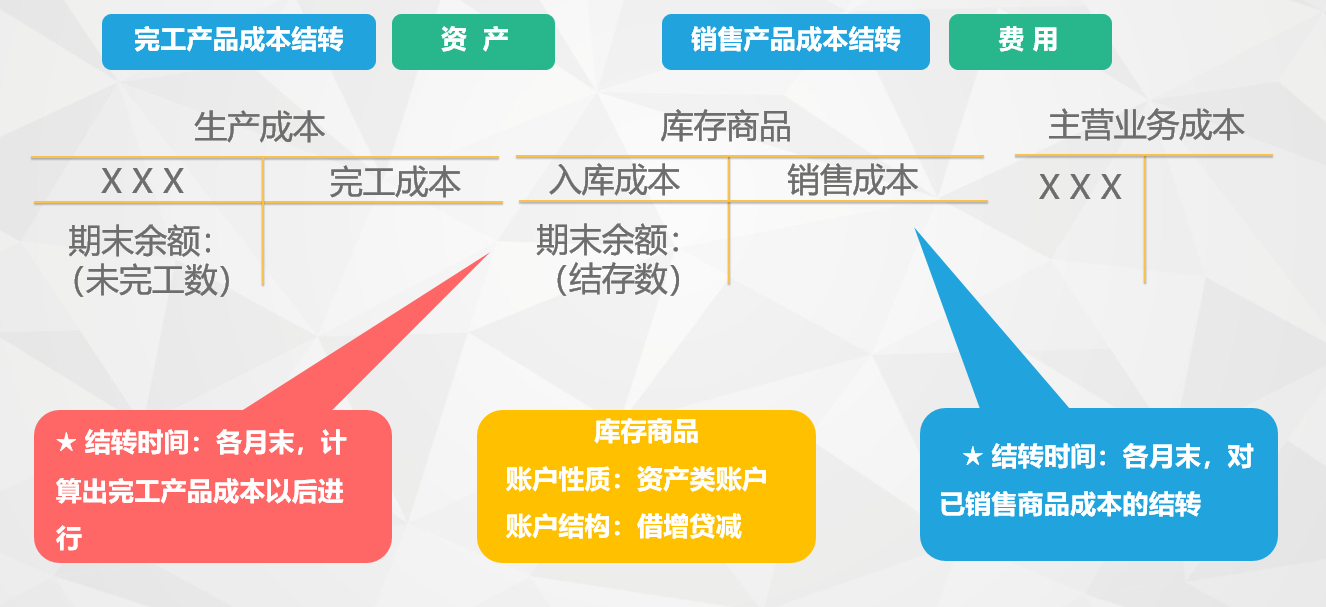 完工产品成本结转
资 产
销售产品成本结转
费 用
生产成本
库存商品
主营业务成本
X X X
完工成本
入库成本
销售成本
X X X
期末余额：
（未完工数）
期末余额：
（结存数）
★ 结转时间：各月末，计
算出完工产品成本以后进
行
库存商品
账户性质：资产类账户
账户结构：借增贷减
★ 结转时间：各月末，对
已销售商品成本的结转